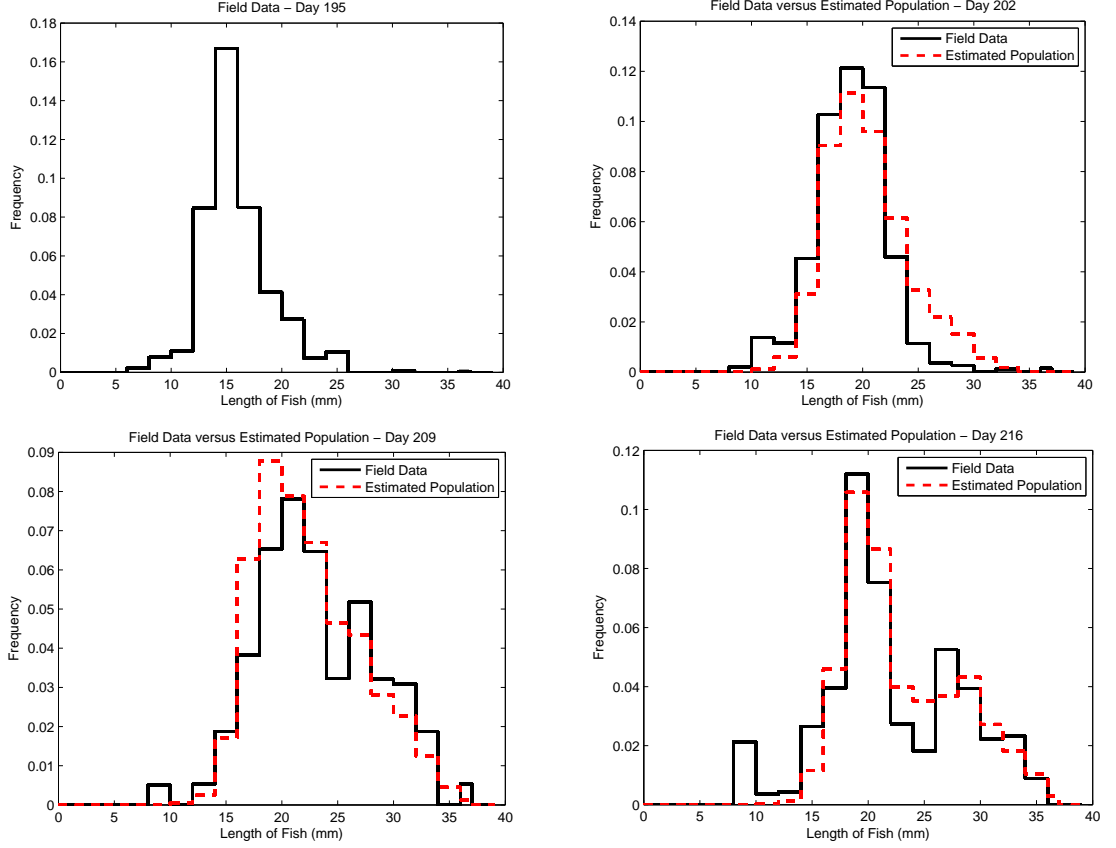 Field Data – Day 195
0.18
0.16
0.14
0.12
0.1
0.08
0.06
0.04
0.02
0
Frequency
0 5 10 15 20 25 30 35 40
Length of Fish (mm)
Field Data versus Estimated Population – Day 202
0.14
0.12
0.1
0.08
0.06
0.04
0.02
0
Frequency
Field Data
Estimated Population
0 5 10 15 20 25 30 35 40
Length of Fish (mm)
Field Data versus Estimated Population – Day 209
0.09
0.08
0.07
0.06
0.05
0.04
0.03
0.02
0.01
0
Frequency
Field Data
Estimated Population
0 5 10 15 20 25 30 35 40
Length of Fish (mm)
Field Data versus Estimated Population – Day 216
0.12
0.1
0.08
0.06
0.04
0.02
0
Frequency
Field Data
Estimated Population
0 5 10 15 20 25 30 35 40
Length of Fish (mm)